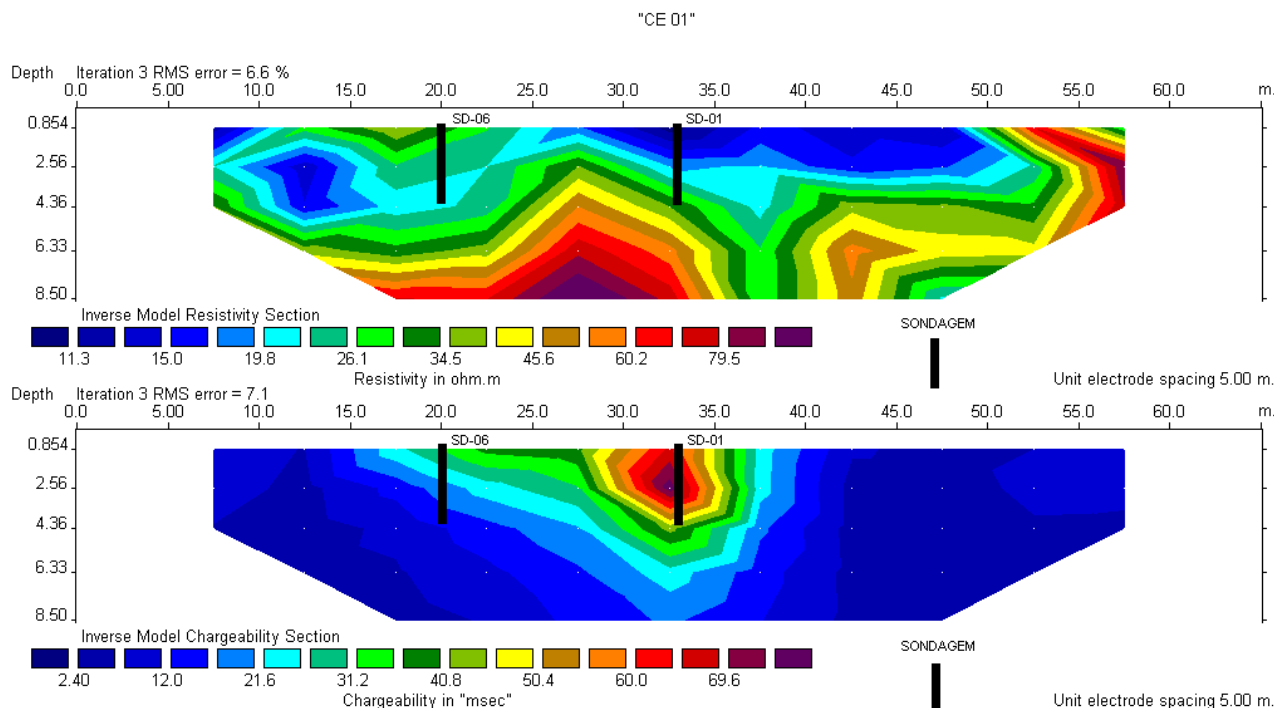 "CE 01"
Depth Iteration 3 RMS error = 6.6 %
0.0 5.00 10.0 15.0 20.0 25.0 30.0 35.0 40.0 45.0 50.0 55.0 60.0 m.
SD-06 SD-01
0.854
2.56
4.36
6.33
8.50
Inverse Model Resistivity Section
11.3 15.0 19.8 26.1 34.5 45.6 60.2 79.5
Resistivity in ohm.m
SONDAGEM
Unit electrode spacing 5.00 m.
Depth Iteration 3 RMS error = 7.1
0.0 5.00 10.0 15.0 20.0 25.0 30.0 35.0 40.0 45.0 50.0 55.0 60.0 m.
SD-06 SD-01
0.854
2.56
4.36
6.33
8.50
Inverse Model Chargeability Section
2.40 12.0 21.6 31.2 40.8 50.4 60.0 69.6
Chargeability in "msec"
SONDAGEM
Unit electrode spacing 5.00 m.